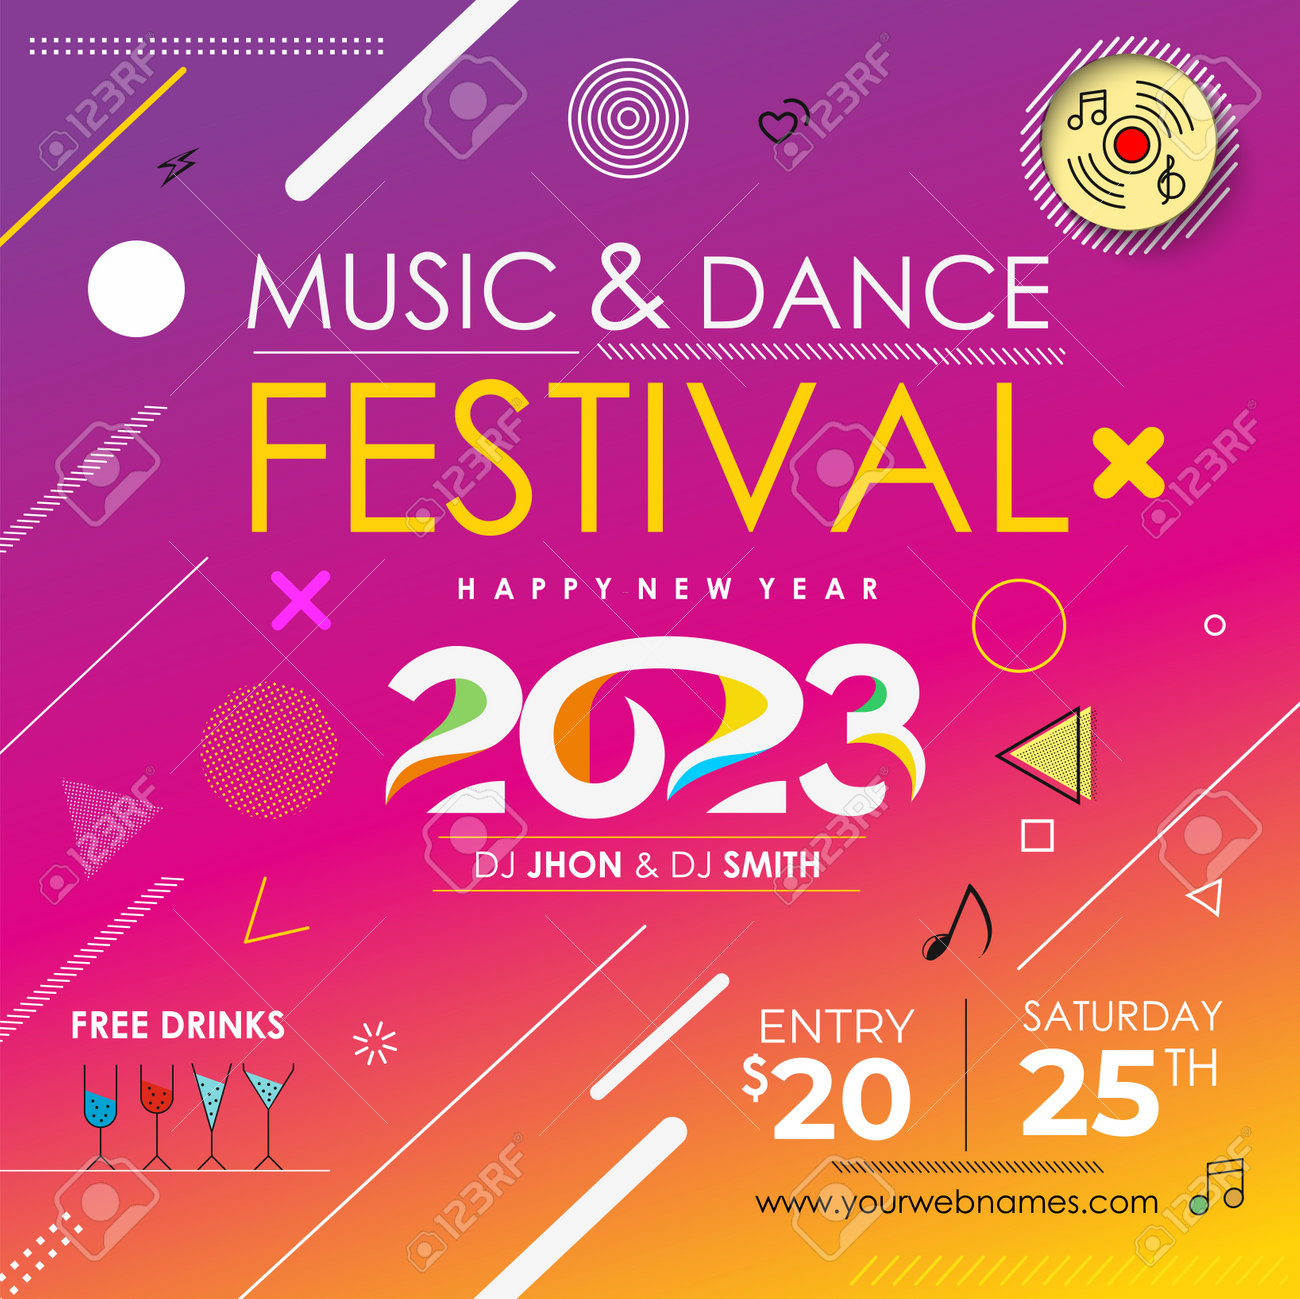 MUSIC & DANCE
FESTIVAL
HAPPY NEW YEAR
2023
DJ JHON & DJ SMITH
FREE DRINKS
ENTRY
$20
SATURDAY
25TH
www.yourwebnames.com
123RF